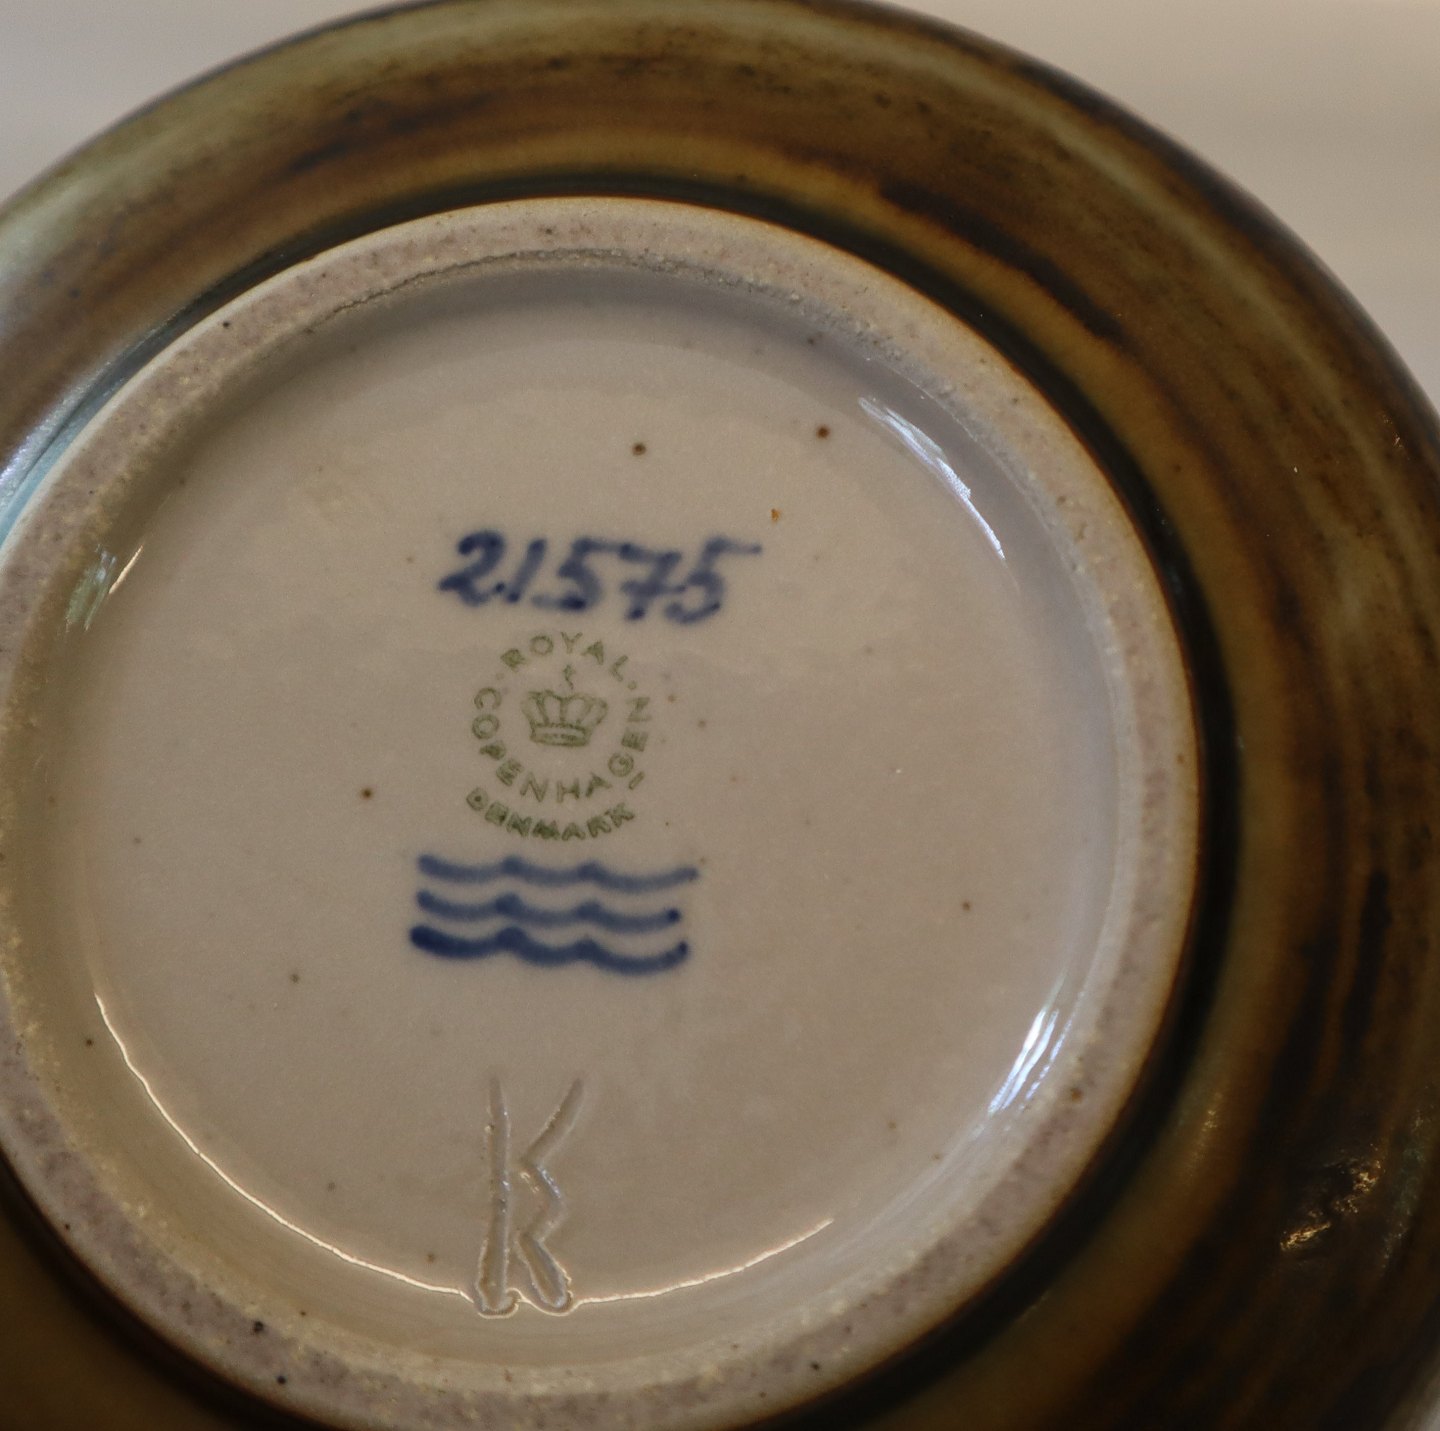 21575
ROYAL
COPENHAGEN
DENMARK
K